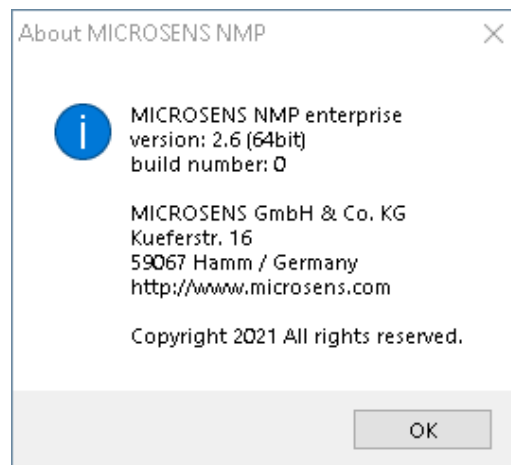 About MICROSENS NMP
MICROSENS NMP enterprise
version: 2.6 (64bit)
build number: 0
MICROSENS GmbH & Co. KG
Kueferstr. 16
59067 Hamm / Germany
http://www.microsens.com
Copyright 2021 All rights reserved.
OK